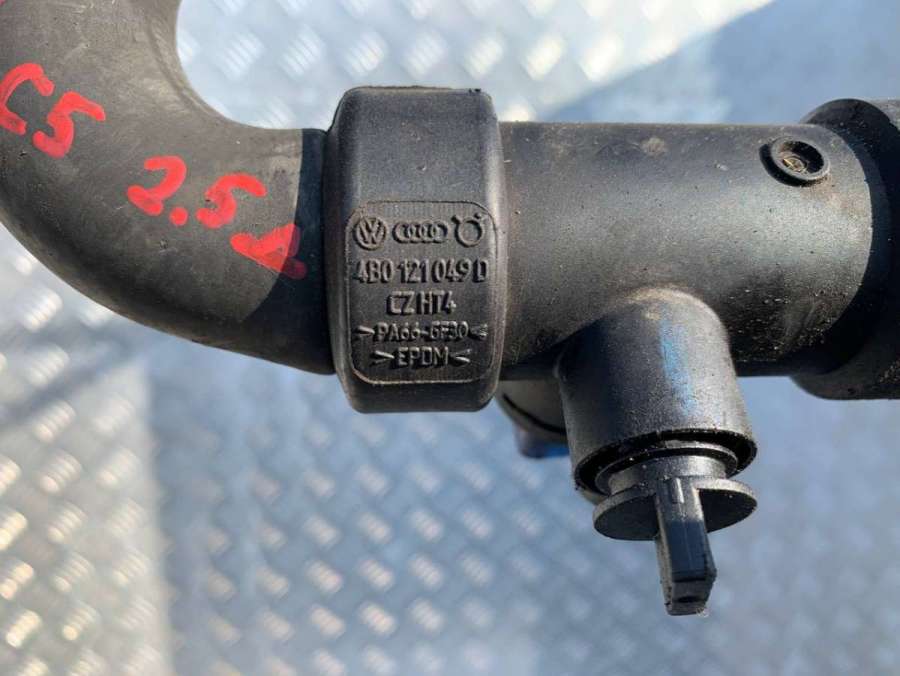 C5
2.5
4B0 121 049 D
CZ HT4
>PA66-GF30<
>EPDM<